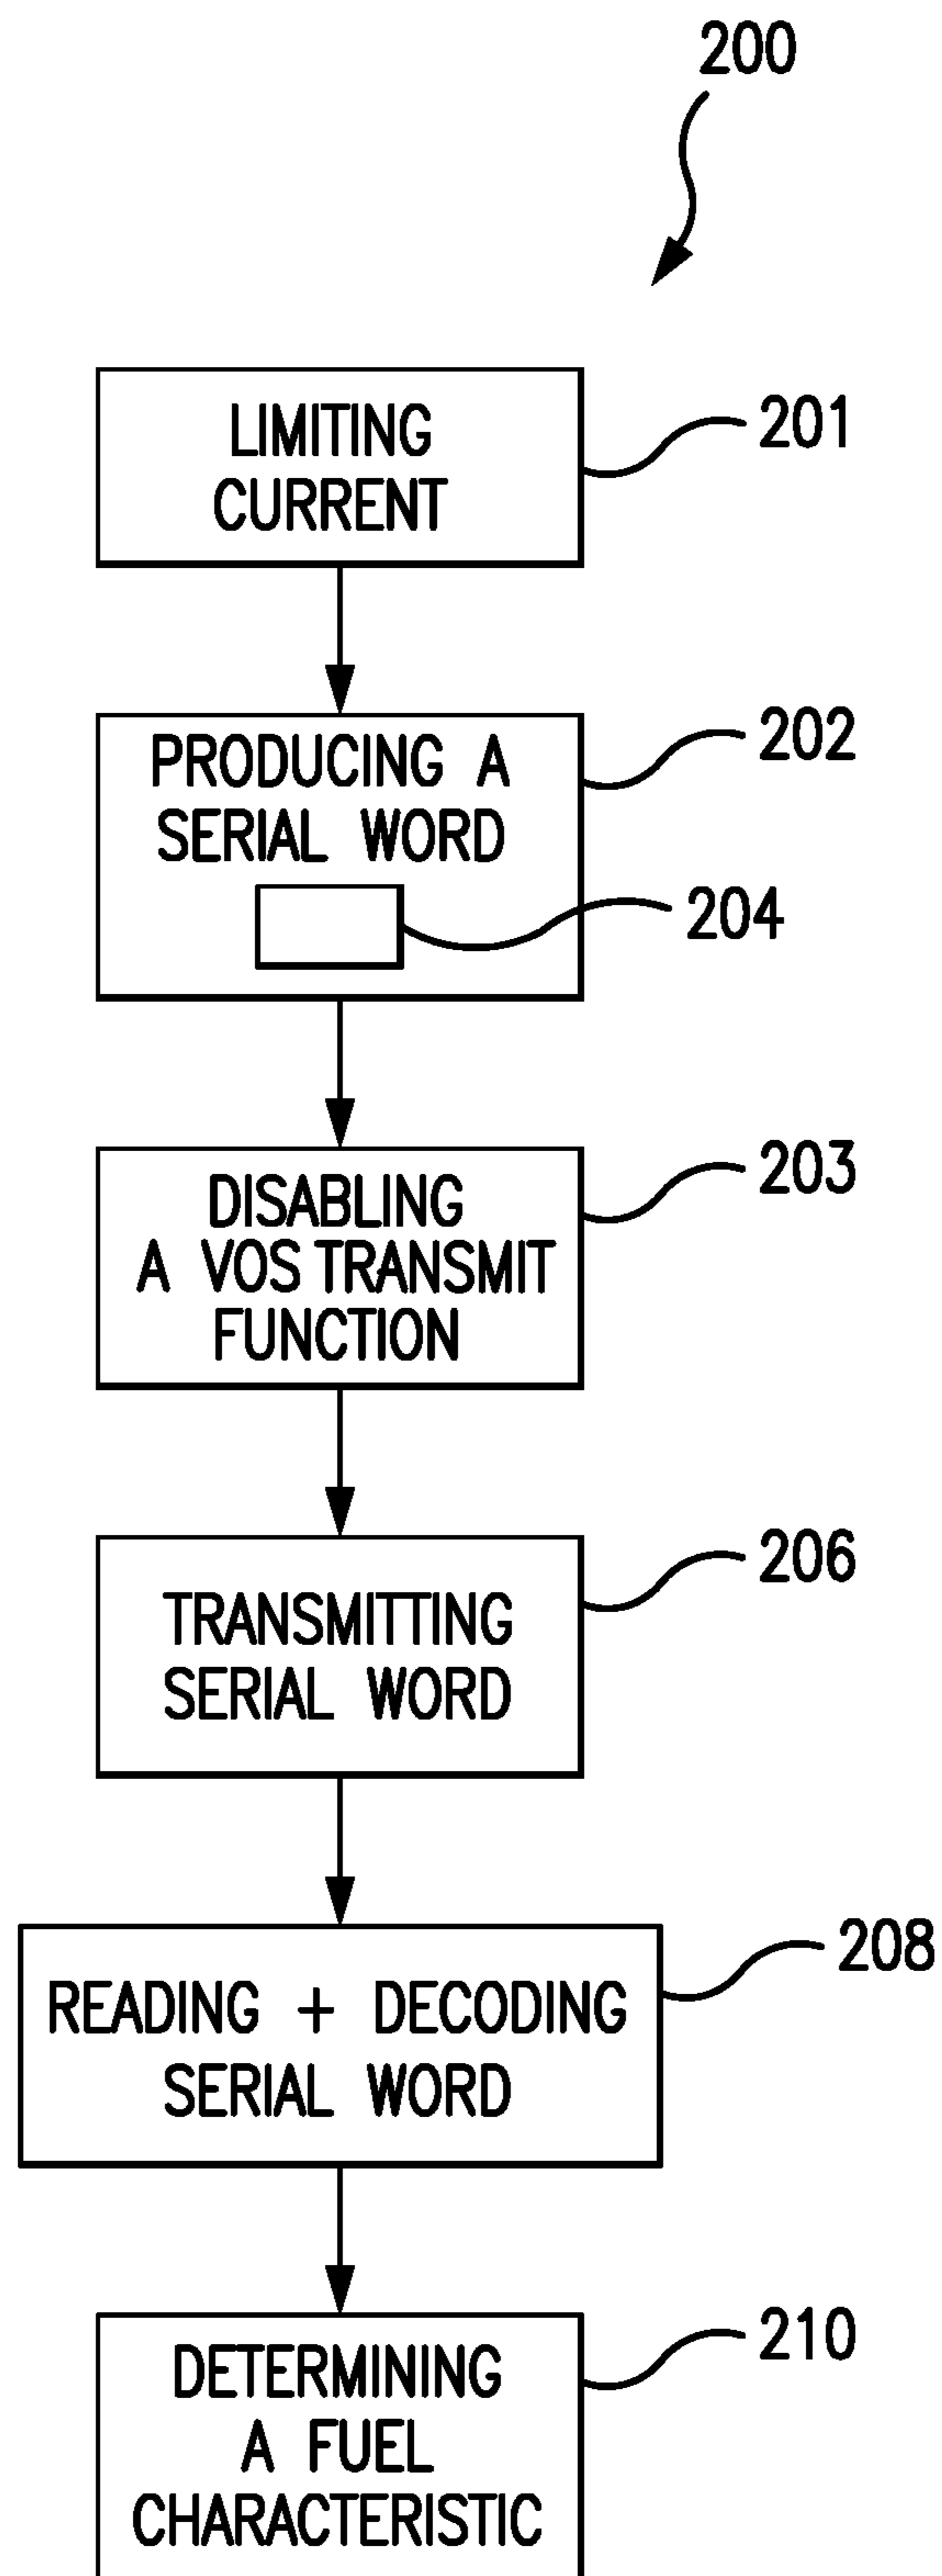 200
LIMITING
CURRENT
201
PRODUCING A
SERIAL WORD
202
204
DISABLING
A VOS TRANSMIT
FUNCTION
203
TRANSMITTING
SERIAL WORD
206
READING + DECODING
SERIAL WORD
208
DETERMINING
A FUEL
CHARACTERISTIC
210